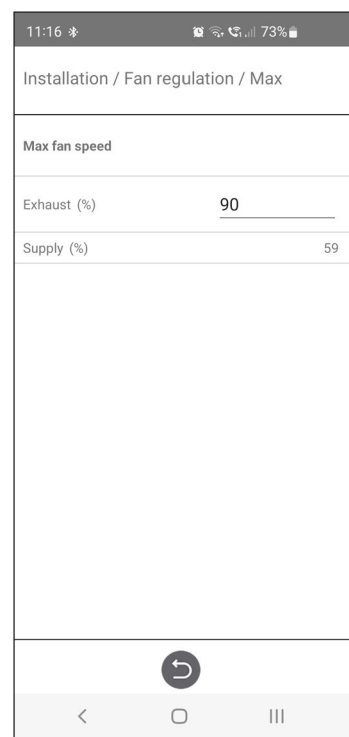 11:16 73%
Installation / Fan regulation / Max
Max fan speed
Exhaust (%) 90
Supply (%) 59